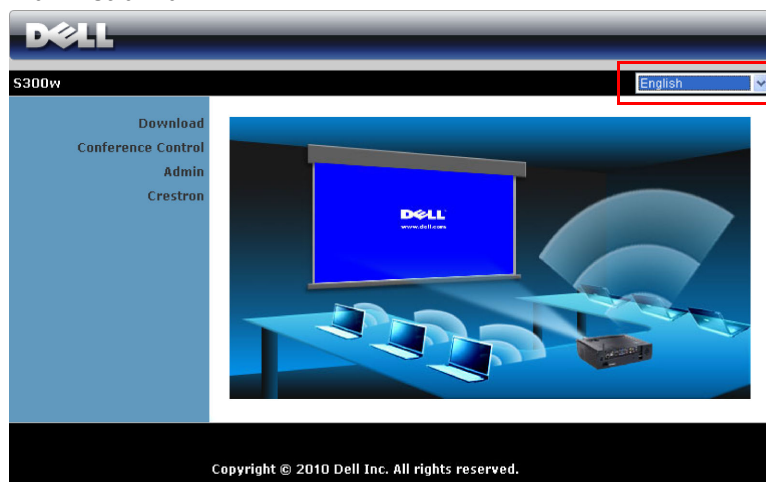 DELL
S300w
English
Download
Conference Control
Admin
Crestron
DELL
www.dell.com
Copyright © 2010 Dell Inc. All rights reserved.